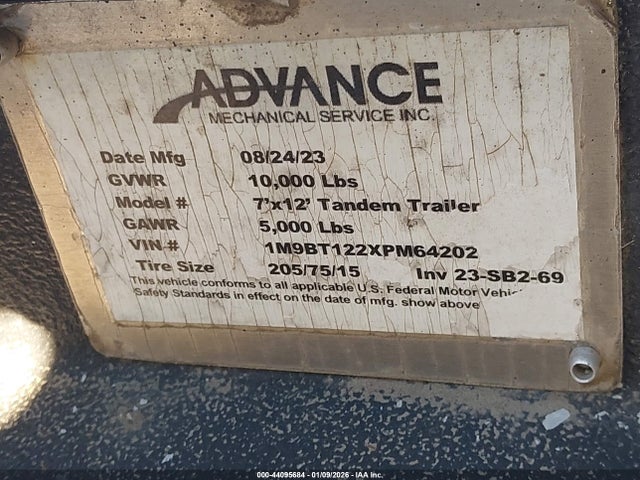 ADVANCE
MECHANICAL SERVICE INC.
Date Mfg 08/24/23
GVWR 10,000 Lbs
Model # 7'x12' Tandem Trailer
GAWR 5,000 Lbs
VIN # 1M9BT122XPM64202
Tire Size 205/75/15 Inv 23-SB2-69
This vehicle conforms to all applicable U.S. Federal Motor Vehic
Safety Standards in effect on the date of mfg. show above
000-44095684 - 01/09/2026 - IAA Inc.